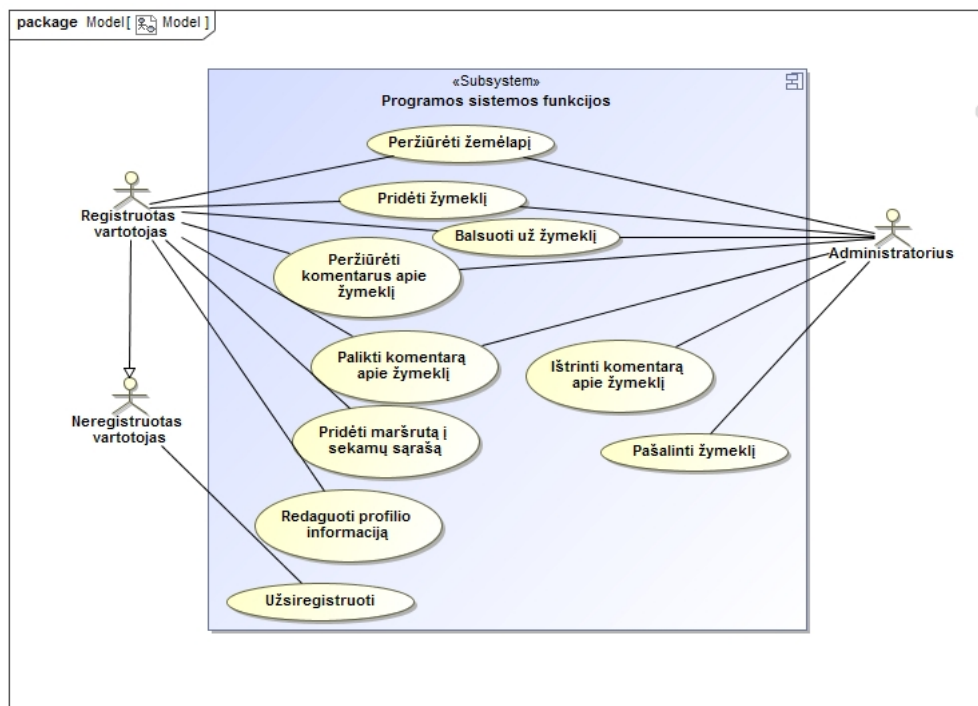 package Model[ Model ]
«Subsystem»
Programos sistemos funkcijos
Peržiūrėti žemėlapį
Pridėti žymeklį
Balsuoti už žymeklį
Registruotas
vartotojas
Administratorius
Peržiūrėti
komentarus apie
žymeklį
Palikti komentarą
apie žymeklį
Ištrinti komentarą
apie žymeklį
Neregistruotas
vartotojas
Pridėti maršrutą į
sekamų sąrašą
Pašalinti žymeklį
Redaguoti profilio
informaciją
Užsiregistruoti